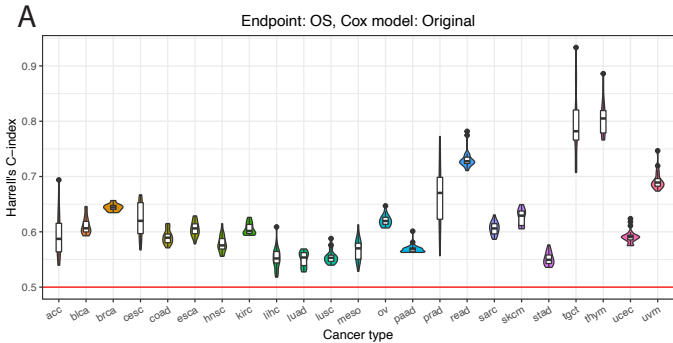 A
Endpoint: OS, Cox model: Original
Harrell's C−index
0.9
0.8
0.7
0.6
0.5
acc blca brca cesc coad esca hnsc kirc lihc luad lusc meso ov paad prad read sarc skcm stad tgct thym ucec uvm
Cancer type